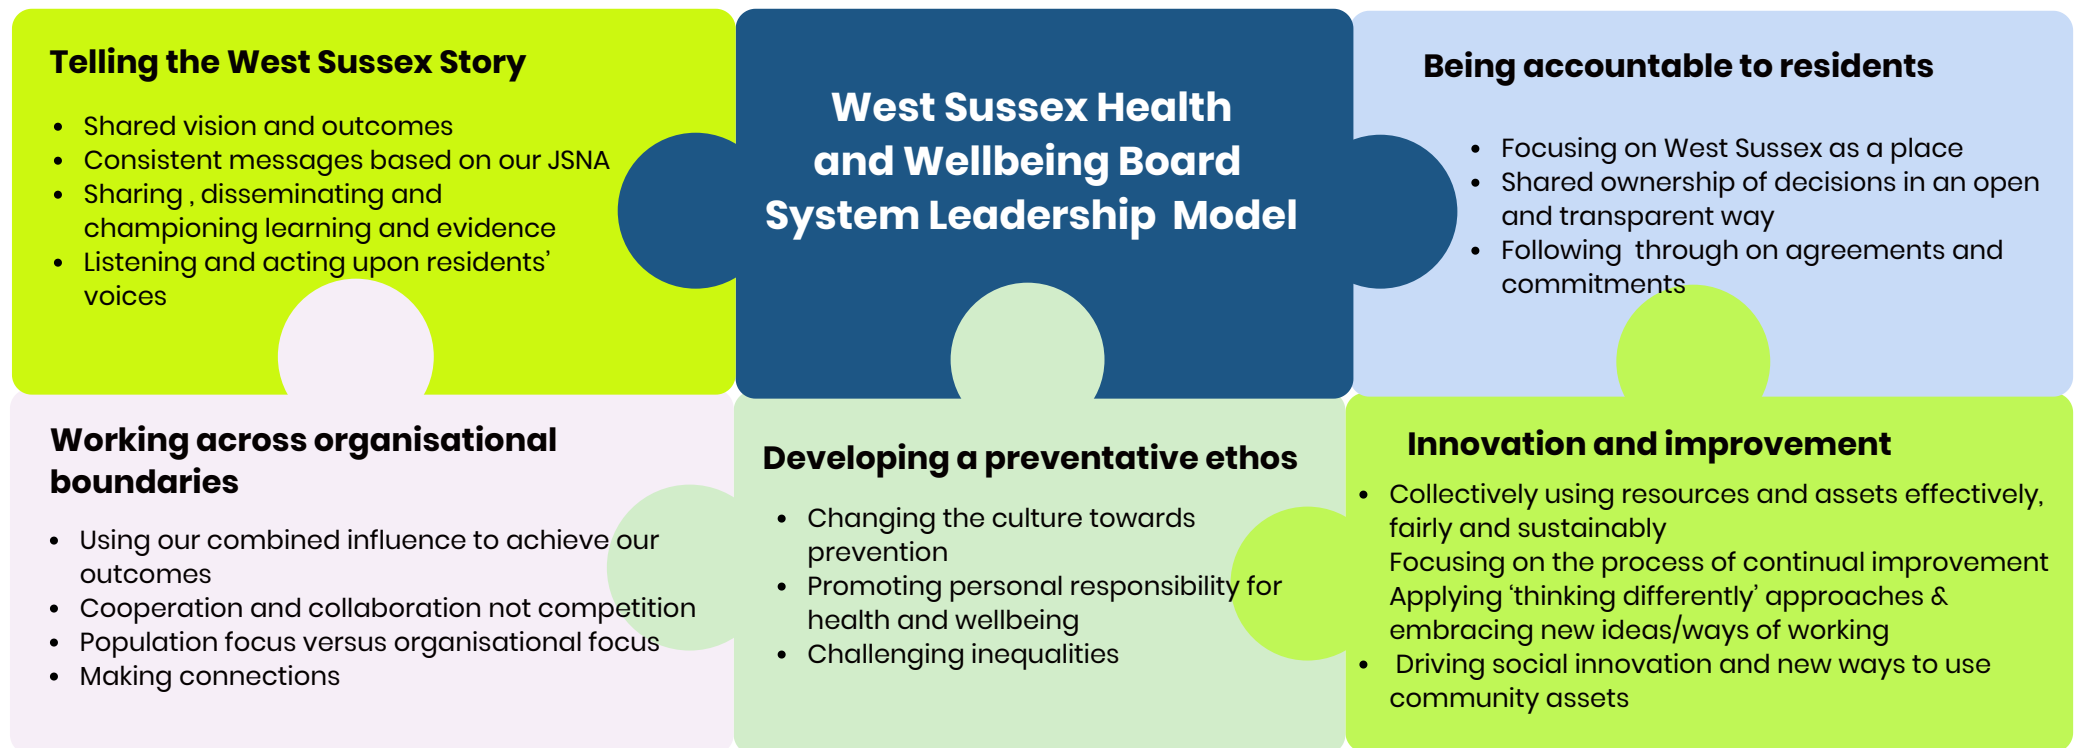 Telling the West Sussex Story
• Shared vision and outcomes
• Consistent messages based on our JSNA
• Sharing , disseminating and
championing learning and evidence
• Listening and acting upon residents’
voices
West Sussex Health
and Wellbeing Board
System Leadership Model
Being accountable to residents
• Focusing on West Sussex as a place
• Shared ownership of decisions in an open
and transparent way
• Following through on agreements and
commitments
Working across organisational
boundaries
• Using our combined influence to achieve our
outcomes
• Cooperation and collaboration not competition
• Population focus versus organisational focus
• Making connections
Developing a preventative ethos
• Changing the culture towards
prevention
• Promoting personal responsibility for
health and wellbeing
• Challenging inequalities
Innovation and improvement
• Collectively using resources and assets effectively,
fairly and sustainably
Focusing on the process of continual improvement
Applying ‘thinking differently’ approaches &
embracing new ideas/ways of working
• Driving social innovation and new ways to use
community assets